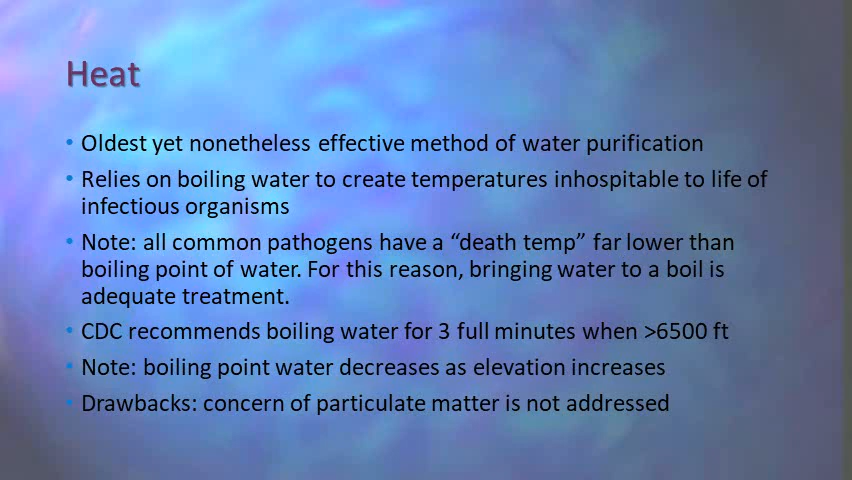 Heat
• Oldest yet nonetheless effective method of water purification
• Relies on boiling water to create temperatures inhospitable to life of
infectious organisms
• Note: all common pathogens have a “death temp” far lower than
boiling point of water. For this reason, bringing water to a boil is
adequate treatment.
• CDC recommends boiling water for 3 full minutes when >6500 ft
• Note: boiling point water decreases as elevation increases
• Drawbacks: concern of particulate matter is not addressed